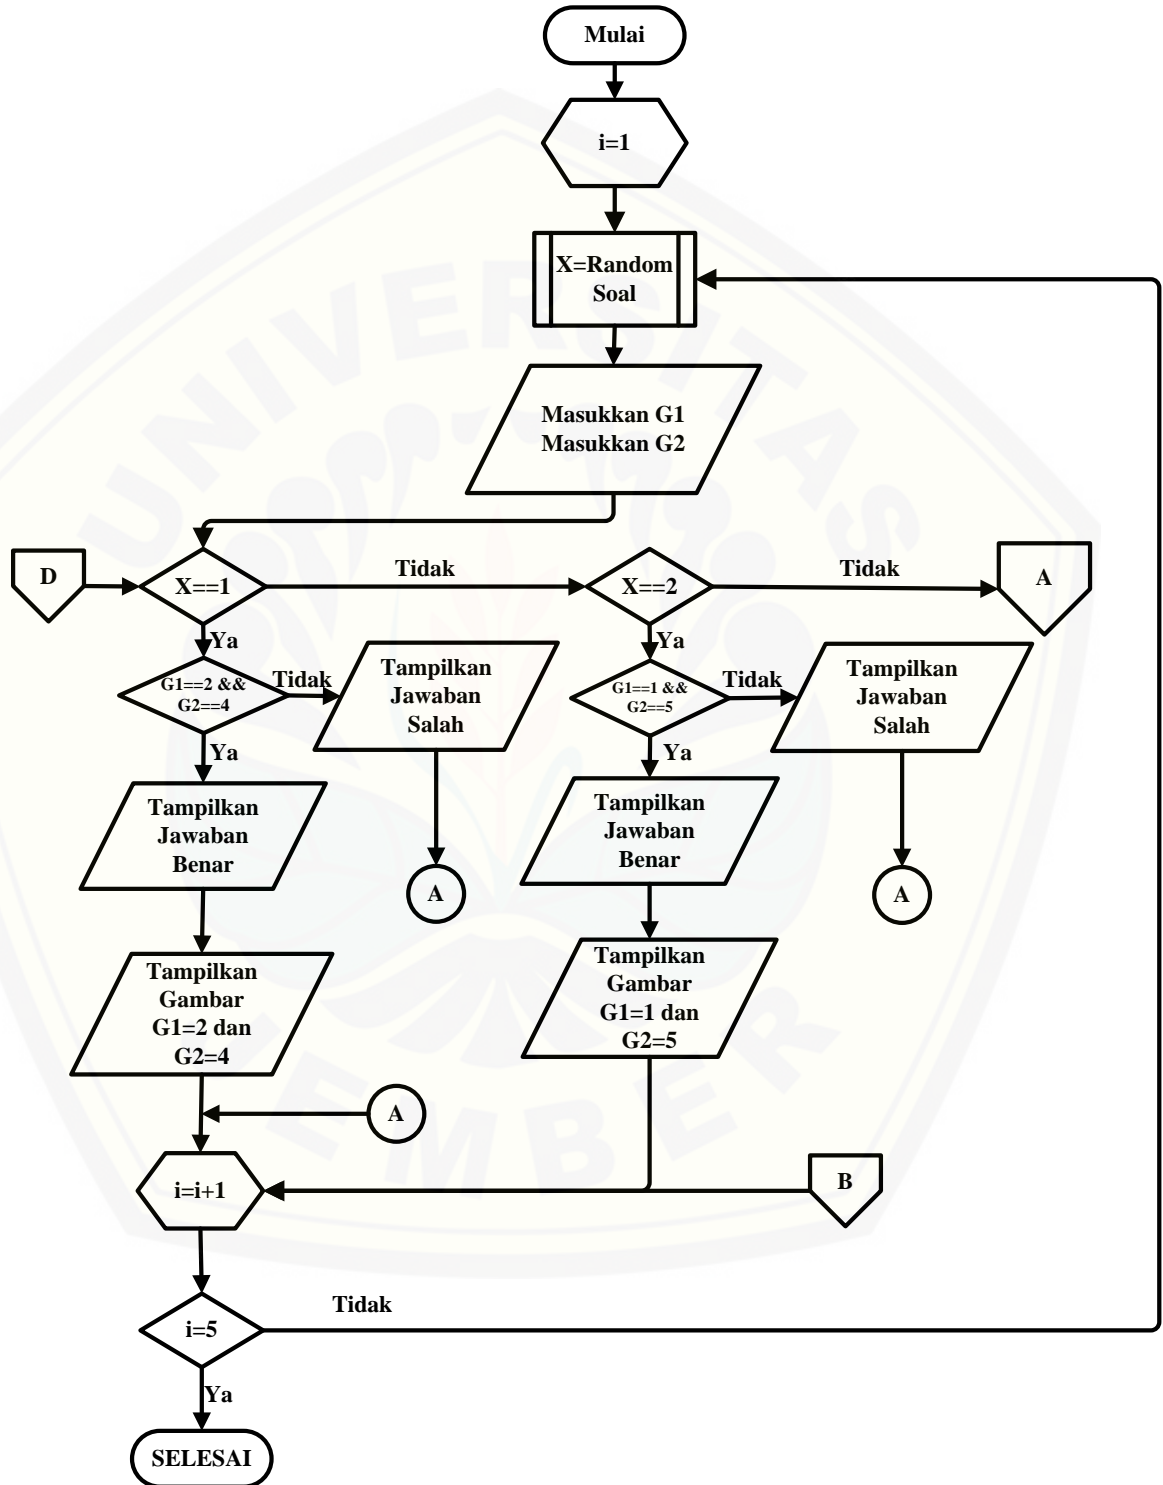 Mulai
i=1
X=Random
Soal
Masukkan G1
Masukkan G2
D
X==1
Tidak
X==2
Tidak
A
Ya
Ya
G1==2 &&
G2==4
Tidak
Tampilkan
Jawaban
Salah
G1==1 &&
G2==5
Tidak
Tampilkan
Jawaban
Salah
Ya
Ya
Tampilkan
Jawaban
Benar
A
Tampilkan
Jawaban
Benar
A
Tampilkan
Gambar
G1=2 dan
G2=4
Tampilkan
Gambar
G1=1 dan
G2=5
A
i=i+1
B
i=5
Tidak
Ya
SELESAI
UNIVERSITAS
JEMBER